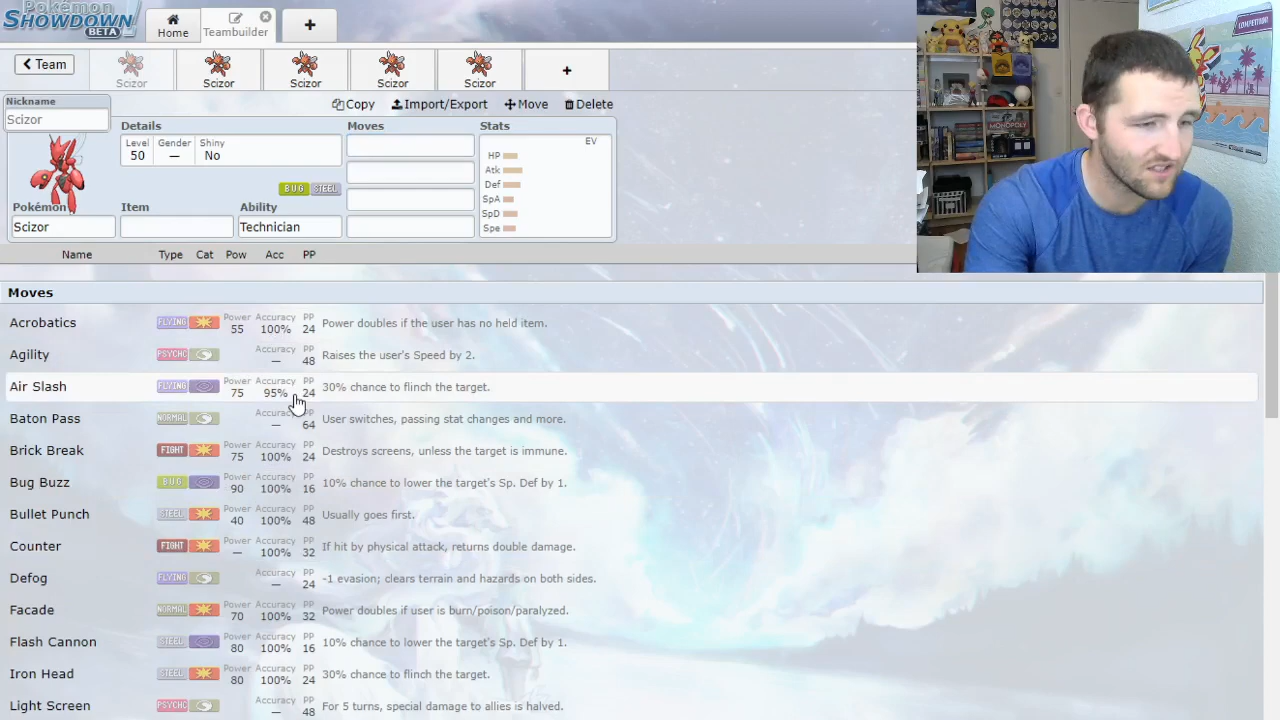 Pokémon
SHOWDOWN
BETA
Home
Teambuilder
+
Team
Scizor
Scizor
Scizor
Scizor
Scizor
+
Nickname
Scizor
Copy
Import/Export
Move
Delete
Details
Level
50
Gender
—
Shiny
No
BUG STEEL
Pokémon
Scizor
Item
Ability
Technician
Moves
Stats
EV
HP
Atk
Def
SpA
SpD
Spe
Name Type Cat Pow Acc PP
Moves
Acrobatics FLYING Power 55 Accuracy 100% PP 24 Power doubles if the user has no held item.
Agility PSYCHC Accuracy — PP 48 Raises the user's Speed by 2.
Air Slash FLYING Power 75 Accuracy 95% PP 24 30% chance to flinch the target.
Baton Pass NORMAL Accuracy — PP 64 User switches, passing stat changes and more.
Brick Break FIGHT Power 75 Accuracy 100% PP 24 Destroys screens, unless the target is immune.
Bug Buzz BUG Power 90 Accuracy 100% PP 16 10% chance to lower the target's Sp. Def by 1.
Bullet Punch STEEL Power 40 Accuracy 100% PP 48 Usually goes first.
Counter FIGHT Power — Accuracy 100% PP 32 If hit by physical attack, returns double damage.
Defog FLYING Accuracy — PP 24 -1 evasion; clears terrain and hazards on both sides.
Facade NORMAL Power 70 Accuracy 100% PP 32 Power doubles if user is burn/poison/paralyzed.
Flash Cannon STEEL Power 80 Accuracy 100% PP 16 10% chance to lower the target's Sp. Def by 1.
Iron Head STEEL Power 80 Accuracy 100% PP 24 30% chance to flinch the target.
Light Screen PSYCHC Accuracy — PP 48 For 5 turns, special damage to allies is halved.
COMPETITOR
MONOPOLY